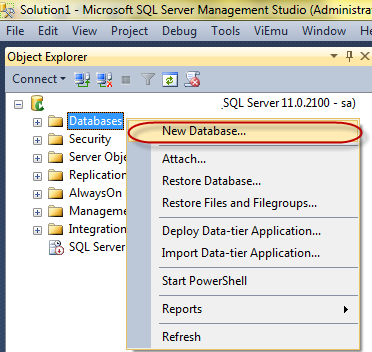 Solution1 - Microsoft SQL Server Management Studio (Administra
File Edit View Project Debug Tools ViEmu Window
Object Explorer
Connect
SQL Server 11.0.2100 - sa)
Databases
Security
Server Obje
Replication
AlwaysOn
Manageme
Integration
SQL Server
New Database...
Attach...
Restore Database...
Restore Files and Filegroups...
Deploy Data-tier Application...
Import Data-tier Application...
Start PowerShell
Reports
Refresh